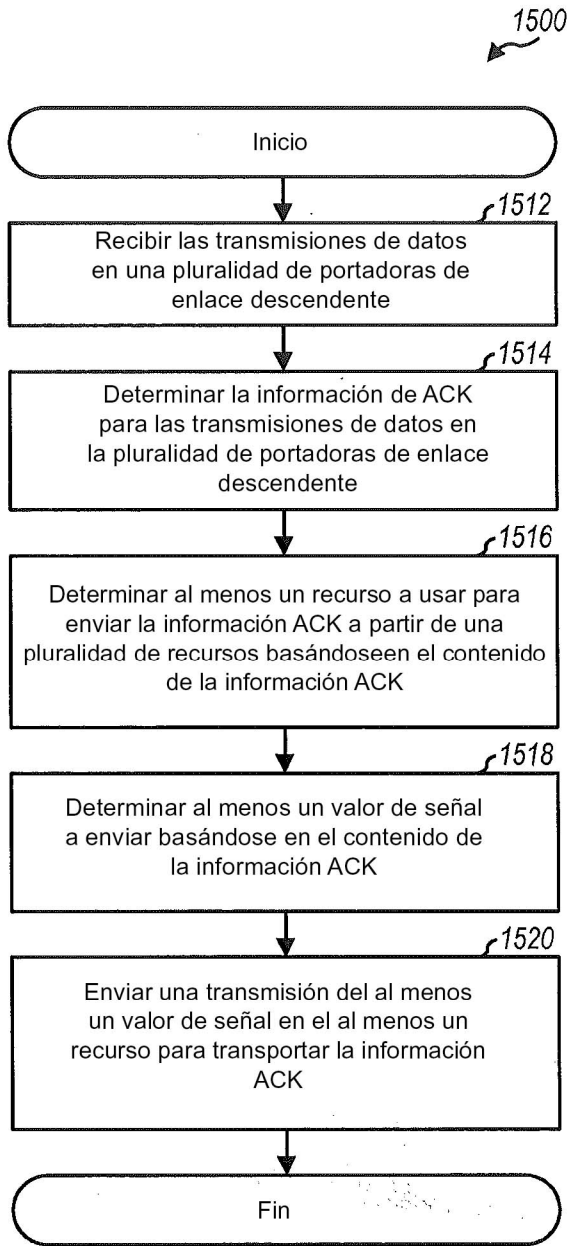 1500
Inicio
1512
Recibir las transmisiones de datos
en una pluralidad de portadoras de
enlace descendente
1514
Determinar la información de ACK
para las transmisiones de datos en
la pluralidad de portadoras de enlace
descendente
1516
Determinar al menos un recurso a usar para
enviar la información ACK a partir de una
pluralidad de recursos basándoseen el contenido
de la información ACK
1518
Determinar al menos un valor de señal
a enviar basándose en el contenido de
la información ACK
1520
Enviar una transmisión del al menos
un valor de señal en el al menos un
recurso para transportar la información
ACK
Fin